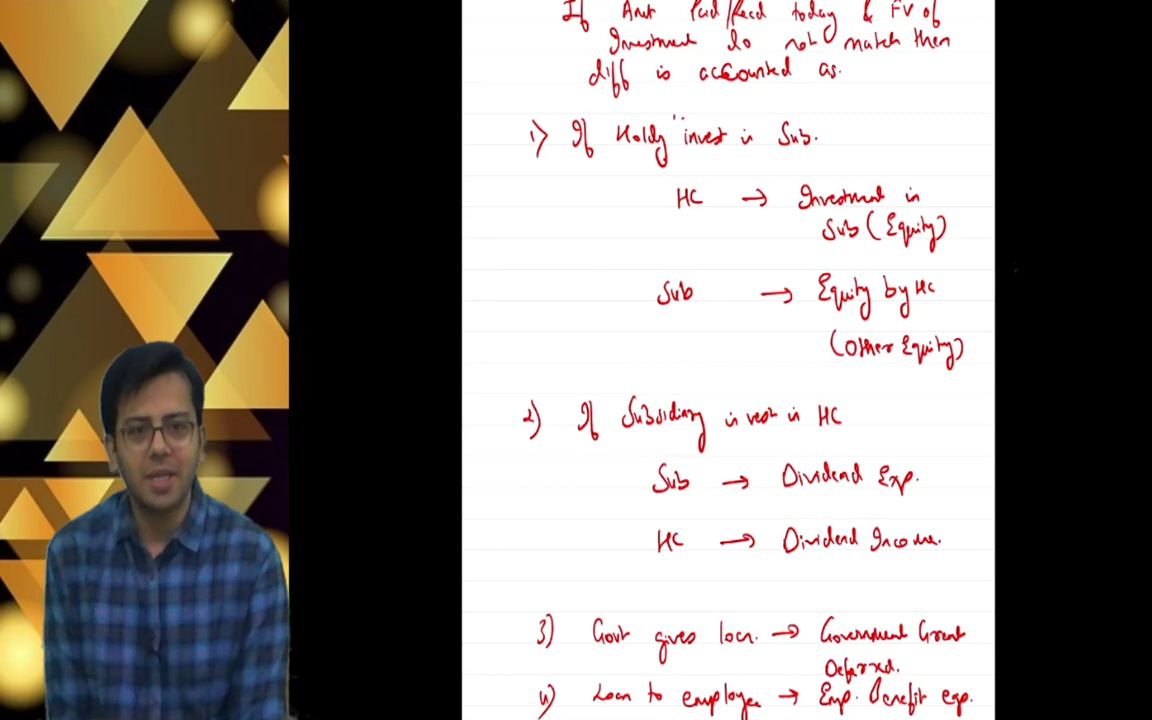 If Amt Paid/Recd today & FV of
Investment do not match then
diff is accounted as.
1) If Holdg invest in Sub.
HC → Investment in
Sub (Equity)
Sub → Equity by HC
(Other Equity)
2) If Subsidiary invest in HC
Sub → Dividend Exp.
HC → Dividend Income.
3) Govt gives loan. → Government Grant
Deferred.
4) Loan to employee → Emp. Benefit exp.